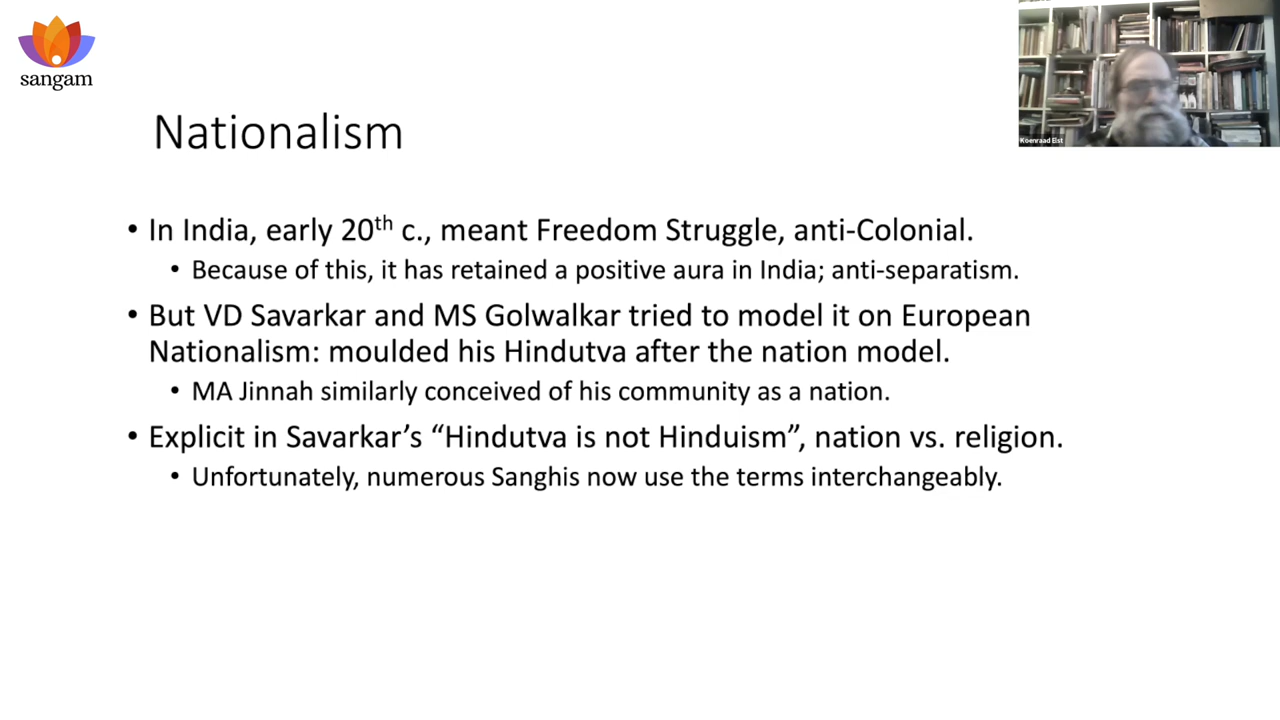 sangam
Koenraad Elst
Nationalism
• In India, early 20th c., meant Freedom Struggle, anti-Colonial.
• Because of this, it has retained a positive aura in India; anti-separatism.
• But VD Savarkar and MS Golwalkar tried to model it on European
Nationalism: moulded his Hindutva after the nation model.
• MA Jinnah similarly conceived of his community as a nation.
• Explicit in Savarkar’s “Hindutva is not Hinduism”, nation vs. religion.
• Unfortunately, numerous Sanghis now use the terms interchangeably.